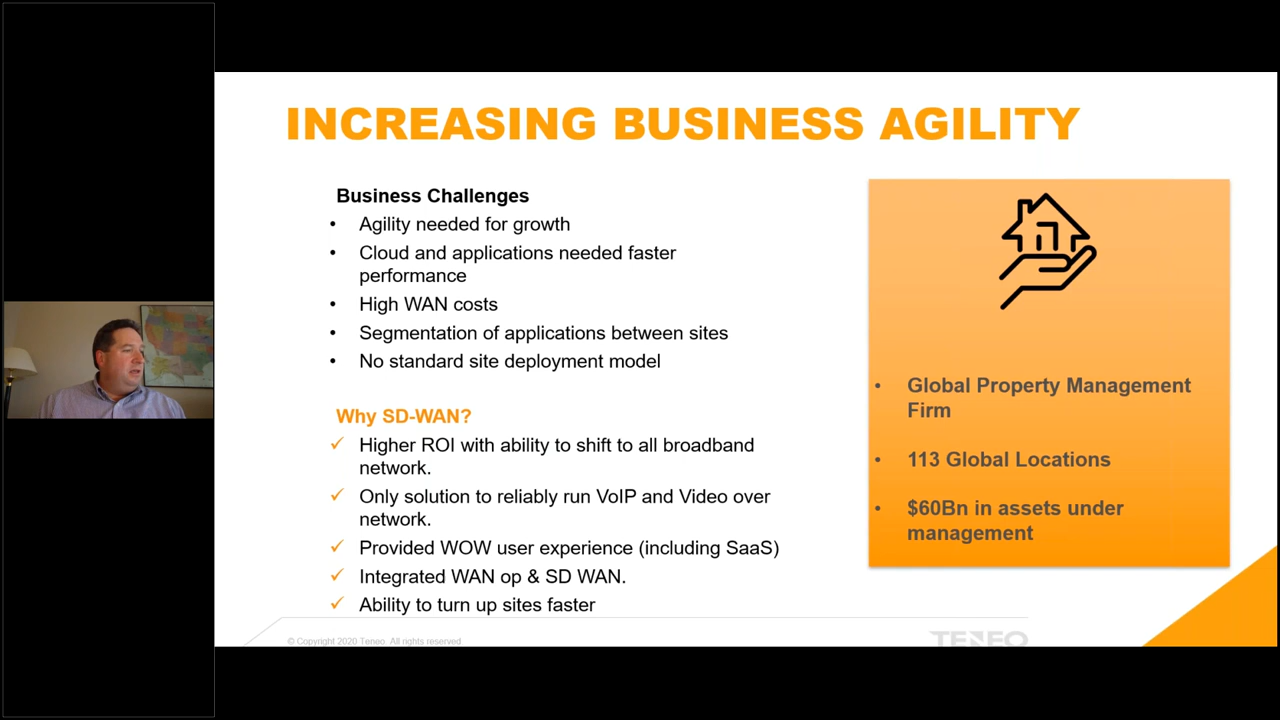 INCREASING BUSINESS AGILITY
Business Challenges
• Agility needed for growth
• Cloud and applications needed faster
performance
• High WAN costs
• Segmentation of applications between sites
• No standard site deployment model
Why SD-WAN?
✓ Higher ROI with ability to shift to all broadband
network.
✓ Only solution to reliably run VoIP and Video over
network.
✓ Provided WOW user experience (including SaaS)
✓ Integrated WAN op & SD WAN.
✓ Ability to turn up sites faster
• Global Property Management
Firm
• 113 Global Locations
• $60Bn in assets under
management
© Copyright 2020 Teneo. All rights reserved.
TENEO